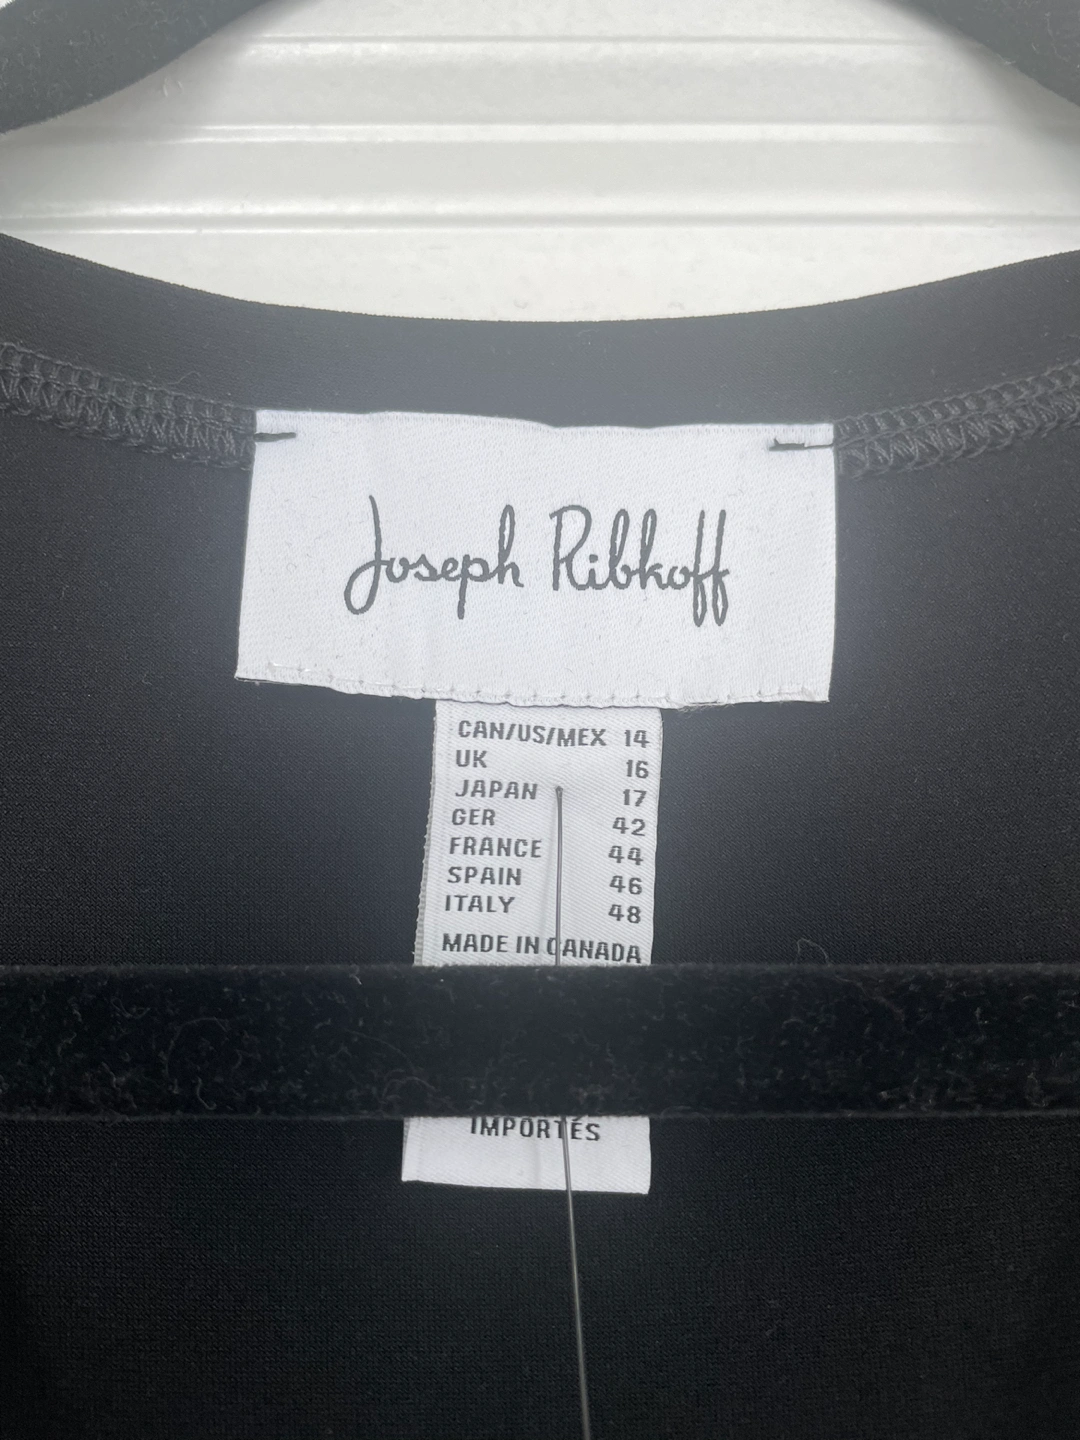 Joseph Ribkoff
CAN/US/MEX 14
UK 16
JAPAN 17
GER 42
FRANCE 44
SPAIN 46
ITALY 48
MADE IN CANADA
IMPORTÉS